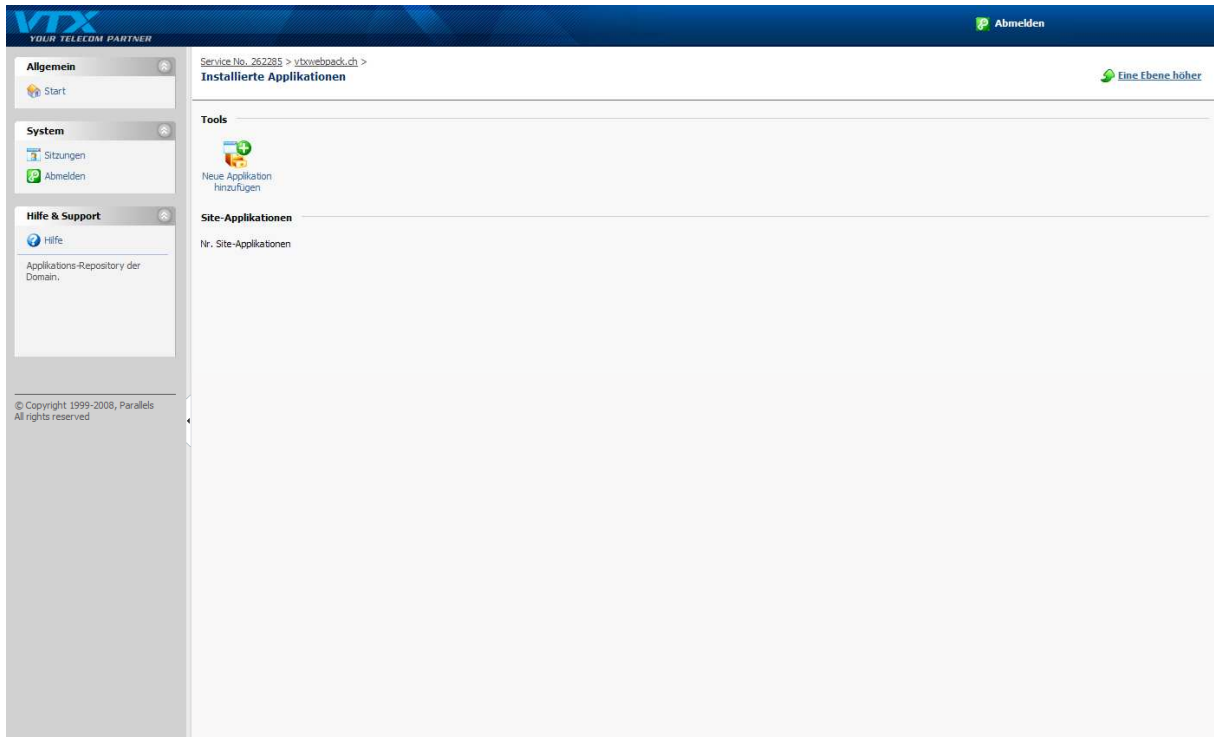 VTX
YOUR TELECOM PARTNER
Abmelden
Allgemein
Start
System
Sitzungen
Abmelden
Hilfe & Support
Hilfe
Applikations-Repository der
Domain.
© Copyright 1999-2008, Parallels
All rights reserved
Service No. 262285 > vtxwebpack.ch >
Installierte Applikationen
Eine Ebene höher
Tools
Neue Applikation
hinzufügen
Site-Applikationen
Nr. Site-Applikationen